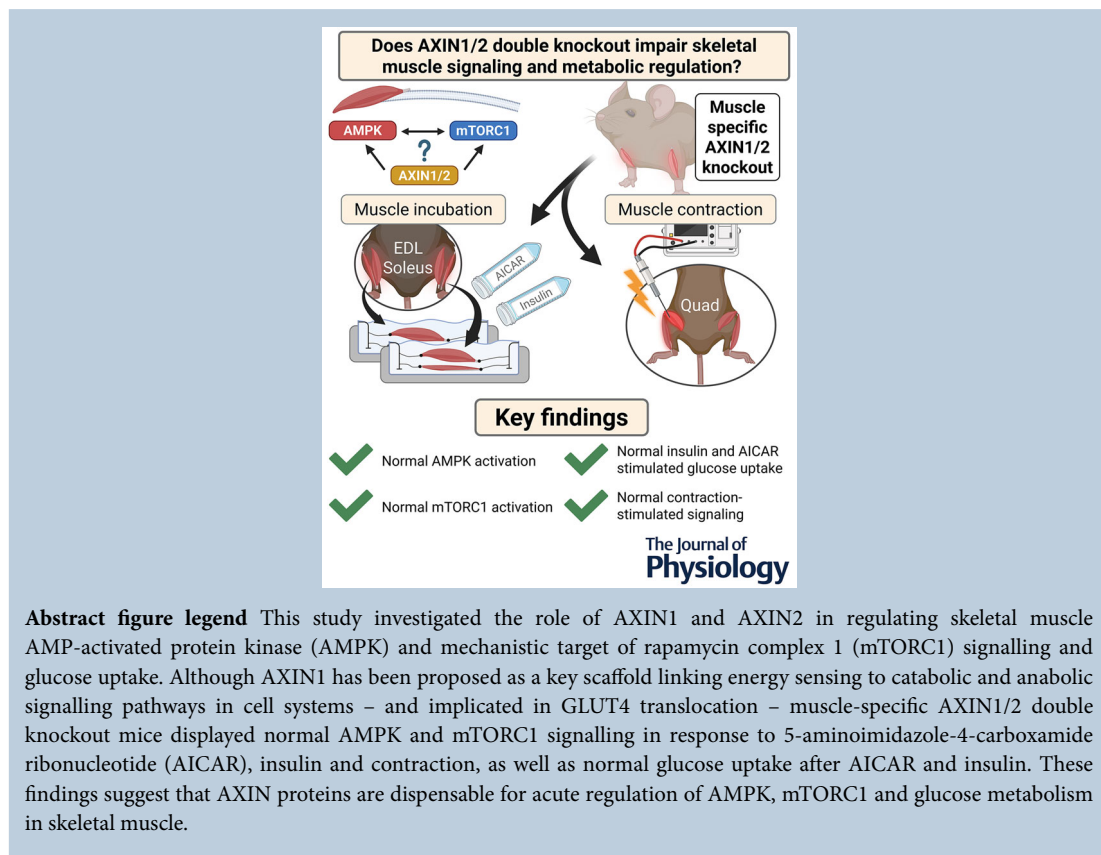 Does AXIN1/2 double knockout impair skeletal
muscle signaling and metabolic regulation?
AMPK
mTORC1
?
AXIN1/2
Muscle
specific
AXIN1/2
knockout
Muscle incubation
Muscle contraction
EDL
Soleus
AICAR
Insulin
Quad
Key findings
Normal AMPK activation
Normal insulin and AICAR
stimulated glucose uptake
Normal mTORC1 activation
Normal contraction-
stimulated signaling
The Journal of
Physiology
Abstract figure legend This study investigated the role of AXIN1 and AXIN2 in regulating skeletal muscle
AMP-activated protein kinase (AMPK) and mechanistic target of rapamycin complex 1 (mTORC1) signalling and
glucose uptake. Although AXIN1 has been proposed as a key scaffold linking energy sensing to catabolic and anabolic
signalling pathways in cell systems – and implicated in GLUT4 translocation – muscle-specific AXIN1/2 double
knockout mice displayed normal AMPK and mTORC1 signalling in response to 5-aminoimidazole-4-carboxamide
ribonucleotide (AICAR), insulin and contraction, as well as normal glucose uptake after AICAR and insulin. These
findings suggest that AXIN proteins are dispensable for acute regulation of AMPK, mTORC1 and glucose metabolism
in skeletal muscle.